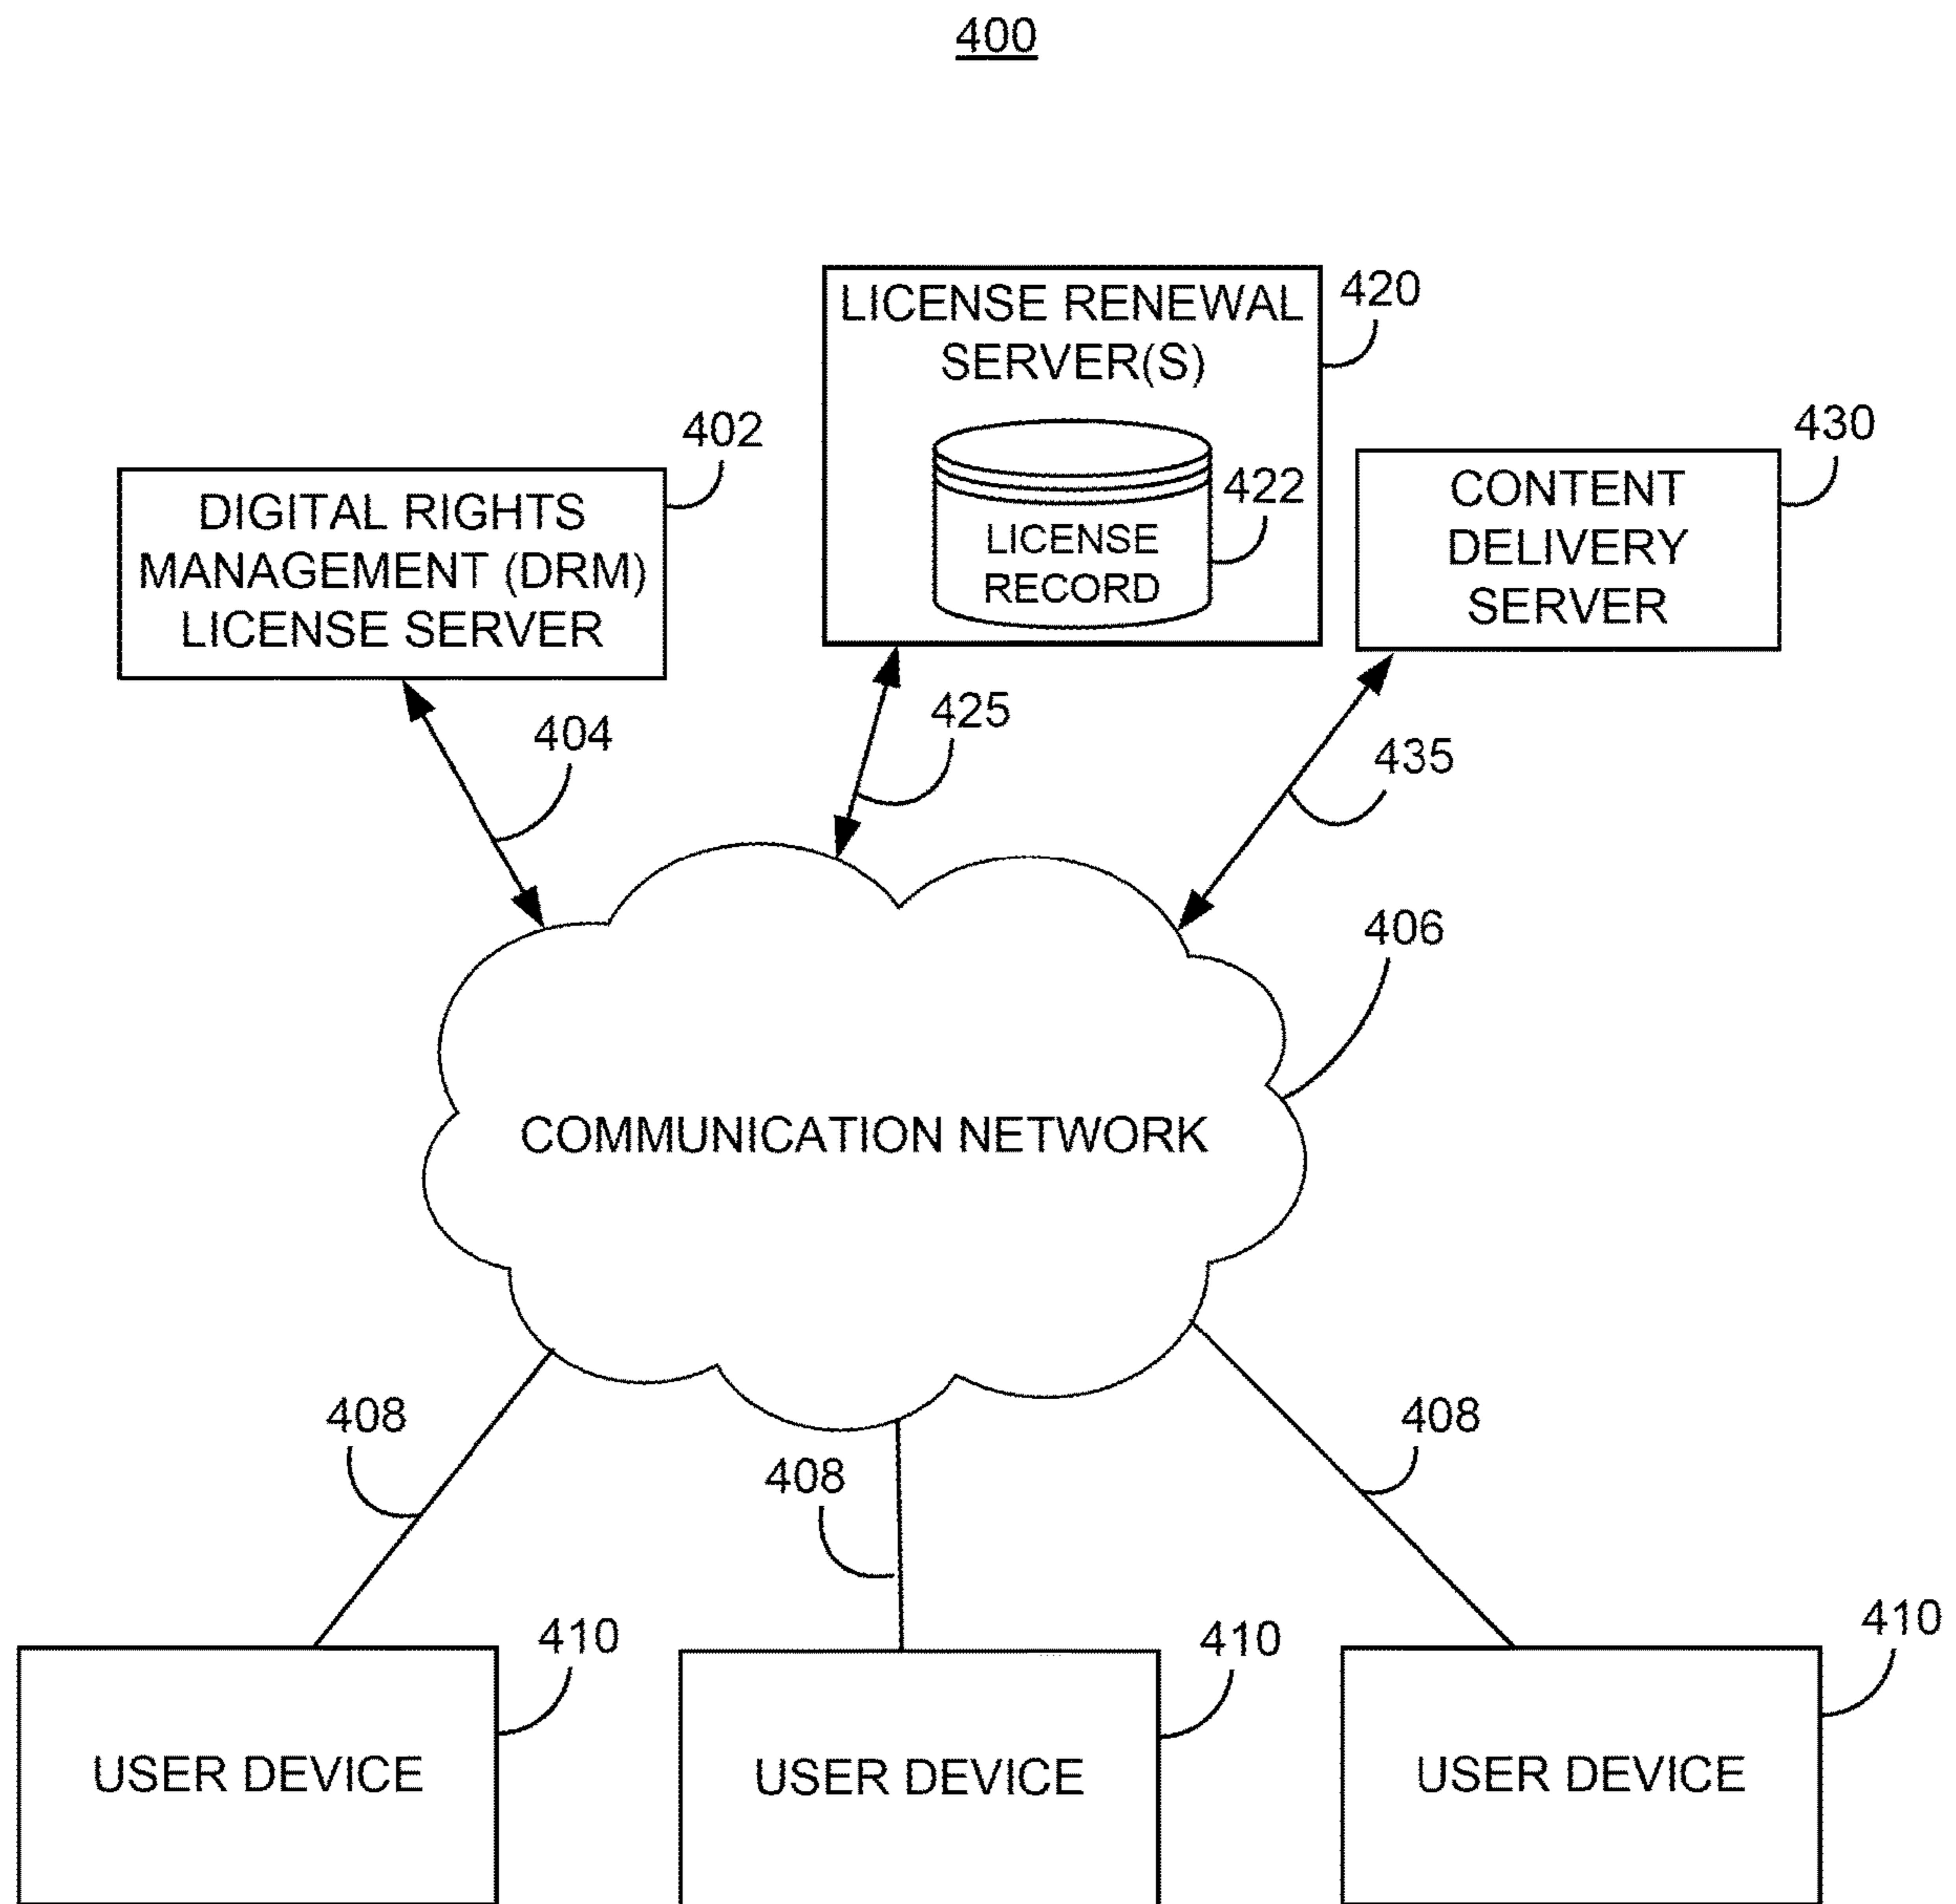 400
LICENSE RENEWAL
SERVER(S)
420
LICENSE
RECORD
422
402
DIGITAL RIGHTS
MANAGEMENT (DRM)
LICENSE SERVER
430
CONTENT
DELIVERY
SERVER
404
425
435
406
COMMUNICATION NETWORK
408
408
408
410
USER DEVICE
410
USER DEVICE
410
USER DEVICE